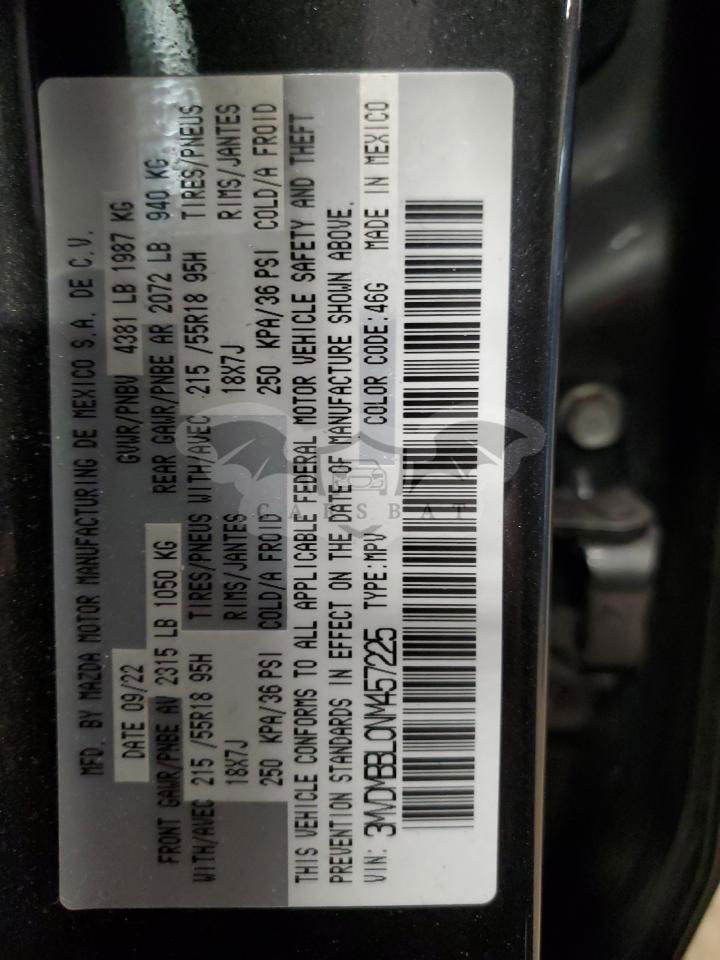 MFD. BY MAZDA MOTOR MANUFACTURING DE MEXICO S.A. DE C.V.
DATE 09/22 GVWR/PNBV 4381 LB 1987 KG
FRONT GAWR/PNBE AV 2315 LB 1050 KG REAR GAWR/PNBE AR 2072 LB 940 KG
WITH/AVEC 215 /55R18 95H TIRES/PNEUS WITH/AVEC 215 /55R18 95H TIRES/PNEUS
18X7J RIMS/JANTES 18X7J RIMS/JANTES
250 KPA/36 PSI COLD/A FROID 250 KPA/36 PSI COLD/A FROID
THIS VEHICLE CONFORMS TO ALL APPLICABLE FEDERAL MOTOR VEHICLE SAFETY AND THEFT
PREVENTION STANDARDS IN EFFECT ON THE DATE OF MANUFACTURE SHOWN ABOVE.
VIN: 3MVDMBBL0NM457225 TYPE:MPV COLOR CODE:46G MADE IN MEXICO
CARSBAT